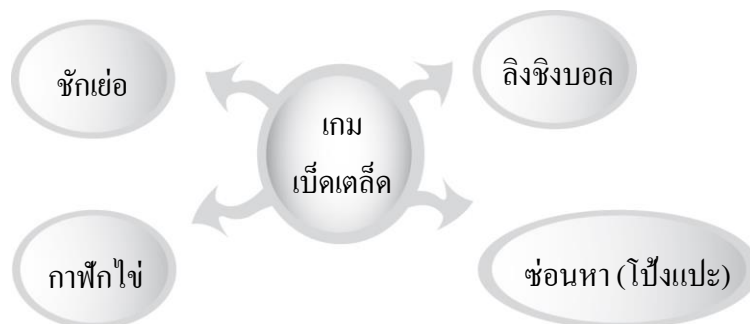 ชักเย่อ
ลิงชิงบอล
เกม
เบ็ดเตล็ด
กาฟักไข่
ซ่อนหา (โป้งแปะ)